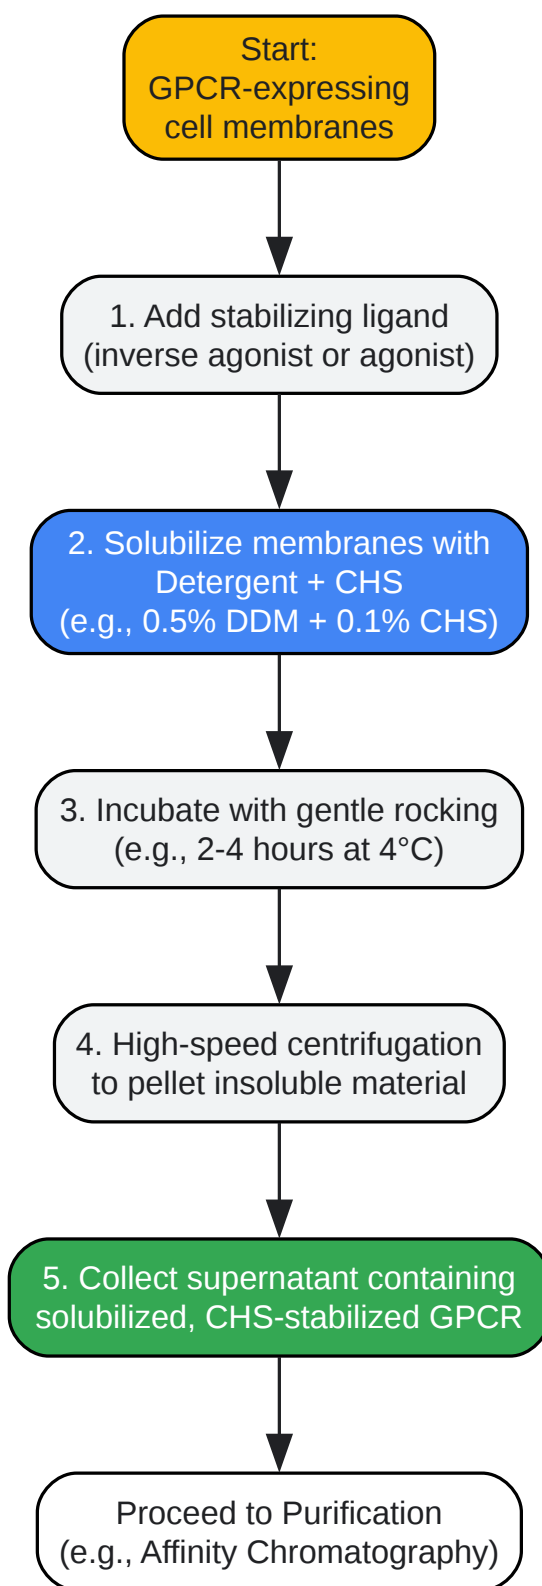 Start:
GPCR-expressing
cell membranes
1. Add stabilizing ligand
(inverse agonist or agonist)
2. Solubilize membranes with
Detergent + CHS
(e.g., 0.5% DDM + 0.1% CHS)
3. Incubate with gentle rocking
(e.g., 2-4 hours at 4°C)
4. High-speed centrifugation
to pellet insoluble material
5. Collect supernatant containing
solubilized, CHS-stabilized GPCR
Proceed to Purification
(e.g., Affinity Chromatography)